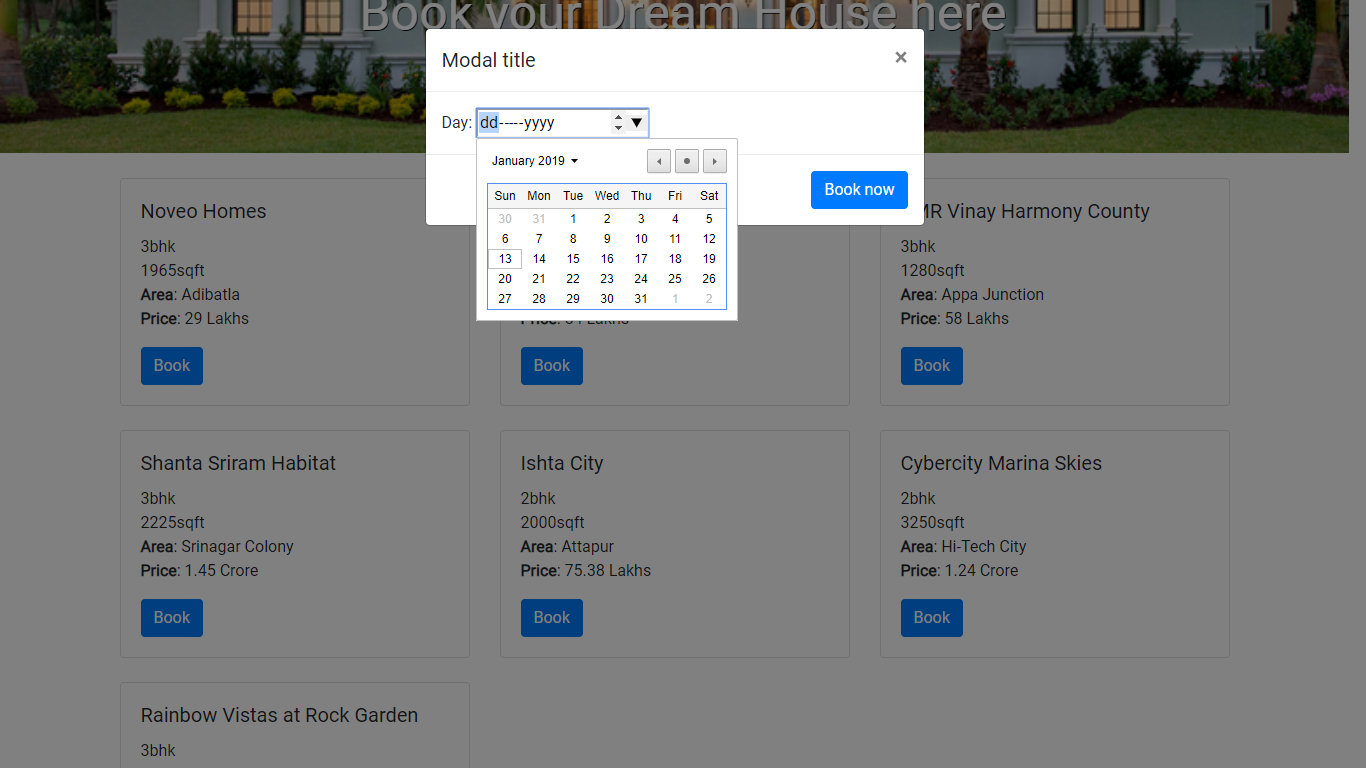 Book your Dream House here
Modal title
×
Day: dd-----yyyy
January 2019
Sun Mon Tue Wed Thu Fri Sat
30 31 1 2 3 4 5
6 7 8 9 10 11 12
13 14 15 16 17 18 19
20 21 22 23 24 25 26
27 28 29 30 31 1 2
Book now
Noveo Homes
3bhk
1965sqft
Area: Adibatla
Price: 29 Lakhs
Book
Lakhs
Book
MR Vinay Harmony County
3bhk
1280sqft
Area: Appa Junction
Price: 58 Lakhs
Book
Shanta Sriram Habitat
3bhk
2225sqft
Area: Srinagar Colony
Price: 1.45 Crore
Book
Ishta City
2bhk
2000sqft
Area: Attapur
Price: 75.38 Lakhs
Book
Cybercity Marina Skies
2bhk
3250sqft
Area: Hi-Tech City
Price: 1.24 Crore
Book
Rainbow Vistas at Rock Garden
3bhk